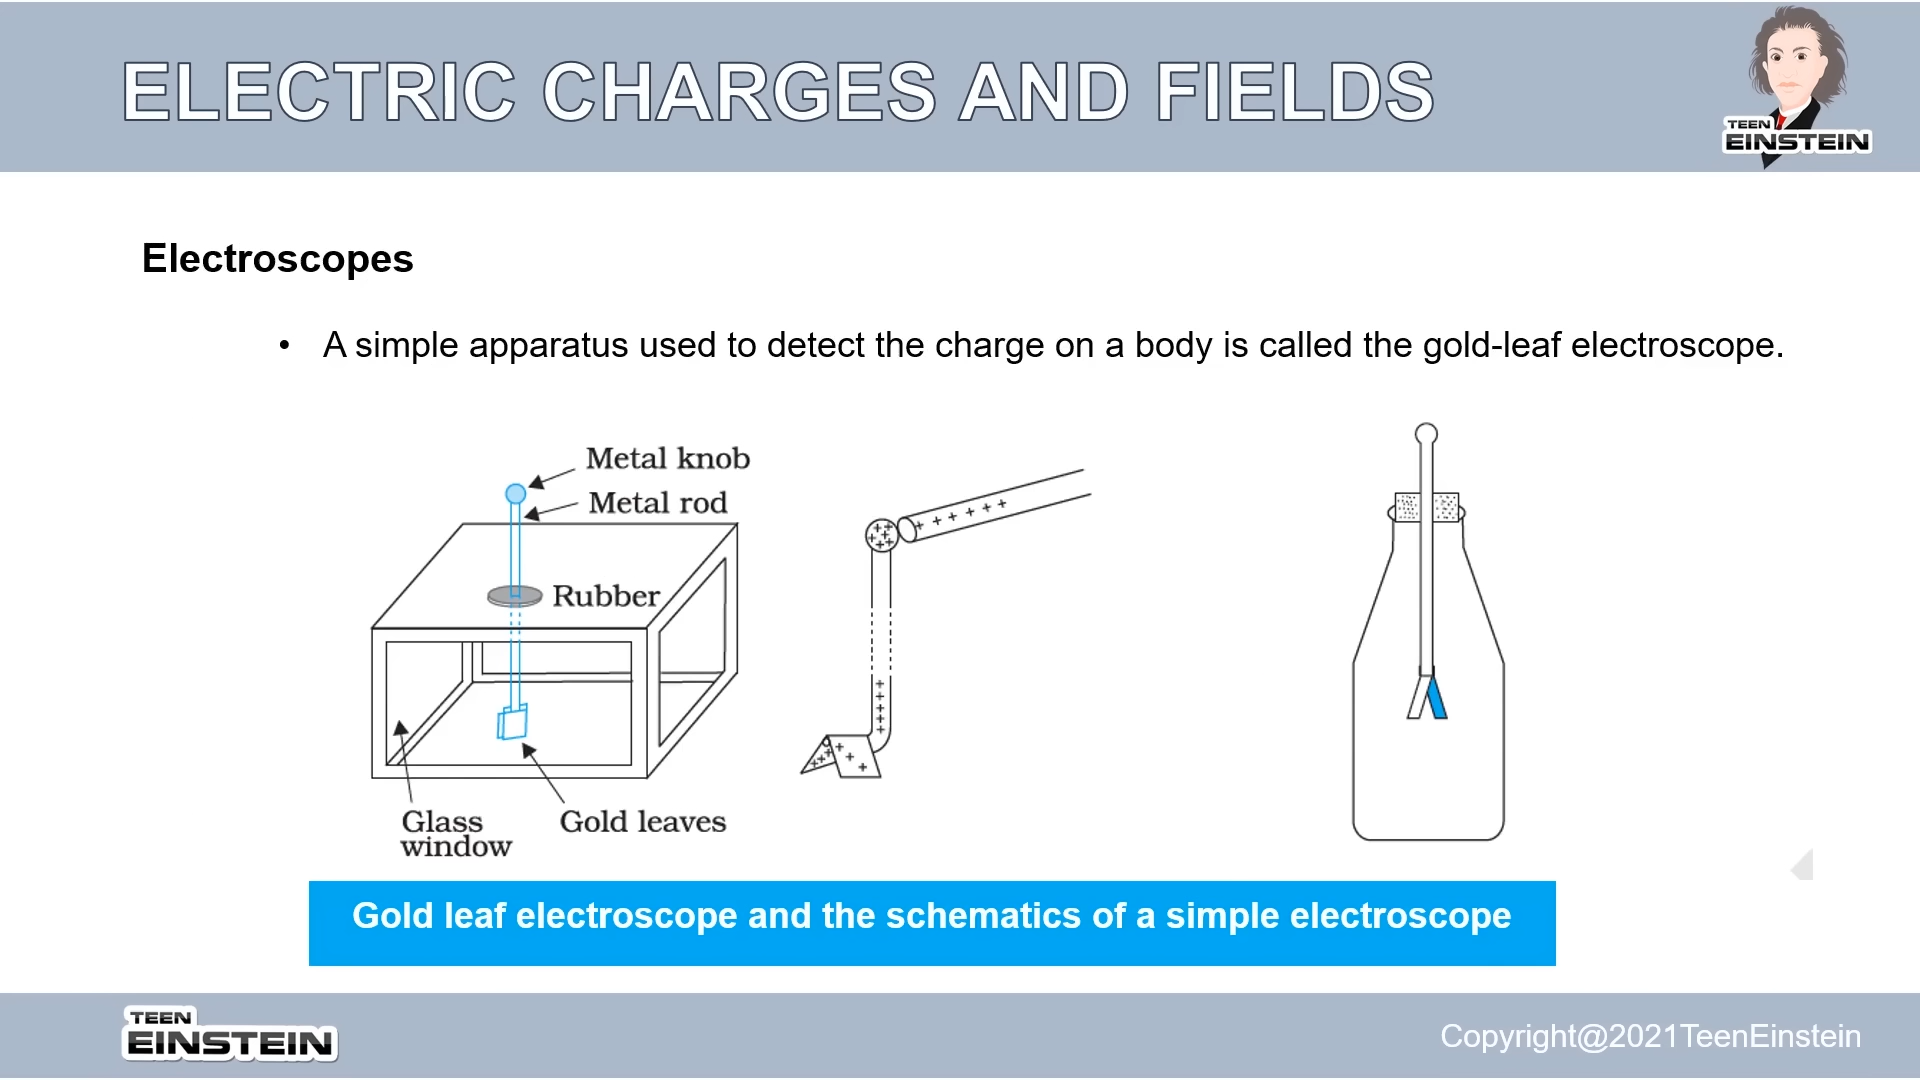 ELECTRIC CHARGES AND FIELDS
TEEN
EINSTEIN
Electroscopes
• A simple apparatus used to detect the charge on a body is called the gold-leaf electroscope.
Metal knob
Metal rod
Rubber
Glass
window
Gold leaves
Gold leaf electroscope and the schematics of a simple electroscope
TEEN
EINSTEIN
Copyright@2021TeenEinstein